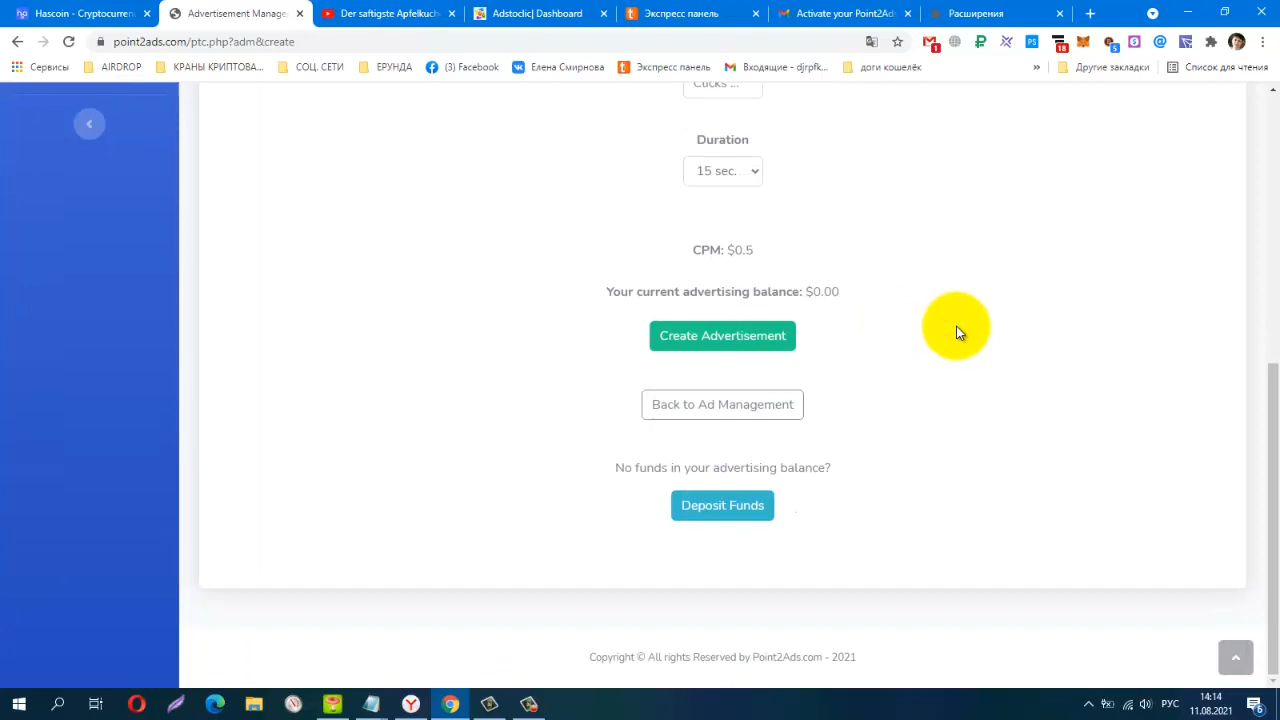 Hascoin - Cryptocurrency
Advertisement Manage
Der saftigste Apfelkuch
Adstoclic| Dashboard
Экспресс панель
Activate your Point2Ads
Расширения
point2ads.com/ptc.php?adm&create
Сервисы
AIRDROP
КРАНЫ КРИПТОВА...
СОЦ. СЕТИ
ЕРУНДА
(3) Facebook
Елена Смирнова
Экспресс панель
Входящие - djrpfk...
доги кошелёк
»
Другие закладки
Список для чтения
Clicks ...
Duration
15 sec.
CPM: $0.5
Your current advertising balance: $0.00
Create Advertisement
Back to Ad Management
No funds in your advertising balance?
Deposit Funds
Copyright © All rights Reserved by Point2Ads.com - 2021
РУС
14:14
11.08.2021